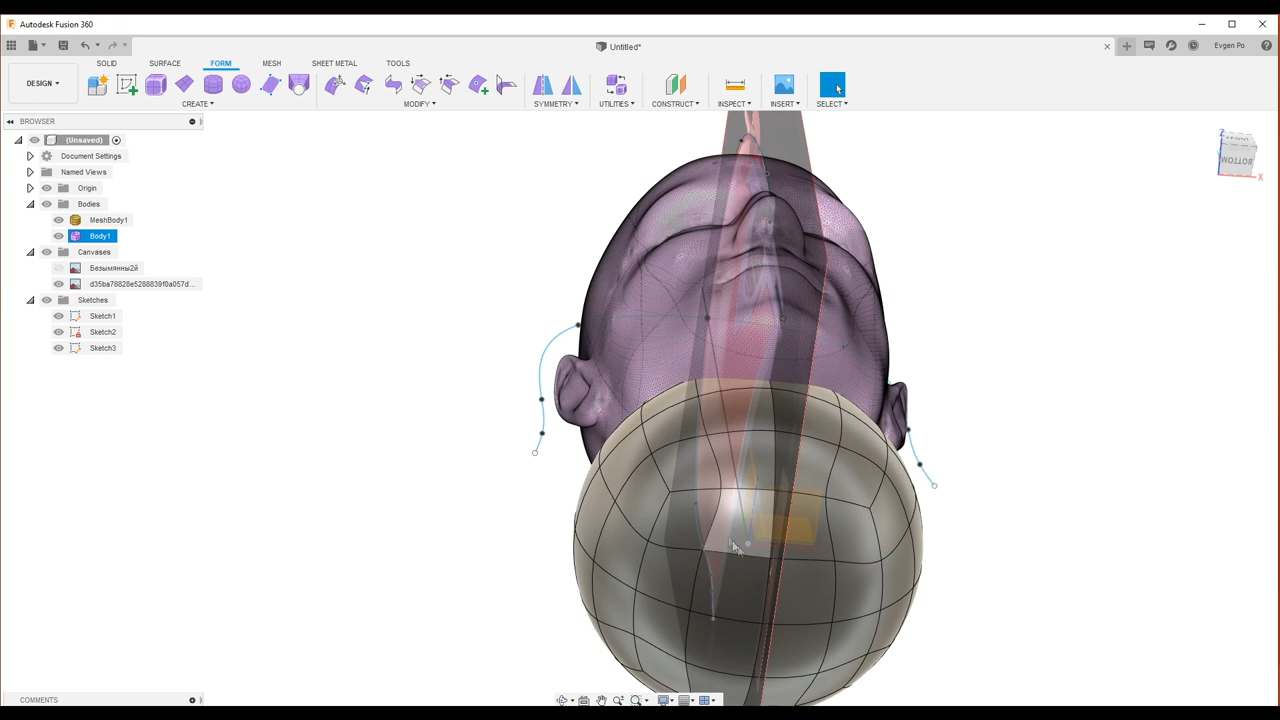 Autodesk Fusion 360
Untitled*
Evgen Po
DESIGN
SOLID SURFACE FORM MESH SHEET METAL TOOLS
CREATE MODIFY SYMMETRY UTILITIES CONSTRUCT INSPECT INSERT SELECT
BROWSER
(Unsaved)
Document Settings
Named Views
Origin
Bodies
MeshBody1
Body1
Canvases
Безымянны2й
d35ba78828e5288839f0a057d...
Sketches
Sketch1
Sketch2
Sketch3
Z
FRONT
BOTTOM
X
COMMENTS